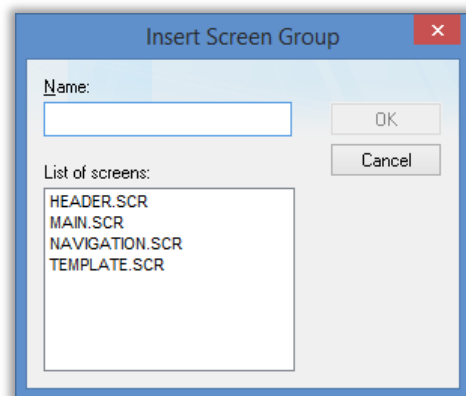 Insert Screen Group
Name:
OK
Cancel
List of screens:
HEADER.SCR
MAIN.SCR
NAVIGATION.SCR
TEMPLATE.SCR